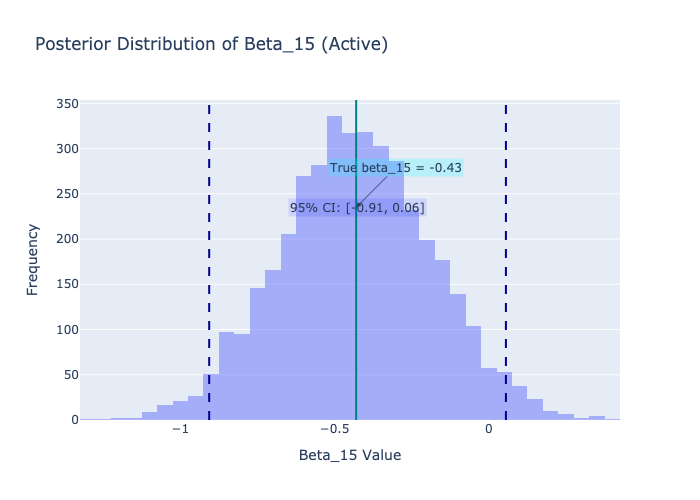 Posterior Distribution of Beta_15 (Active)
350
300
250
200
150
100
50
0
Frequency
True beta_15 = -0.43
95% CI: [-0.91, 0.06]
−1
−0.5
0
Beta_15 Value